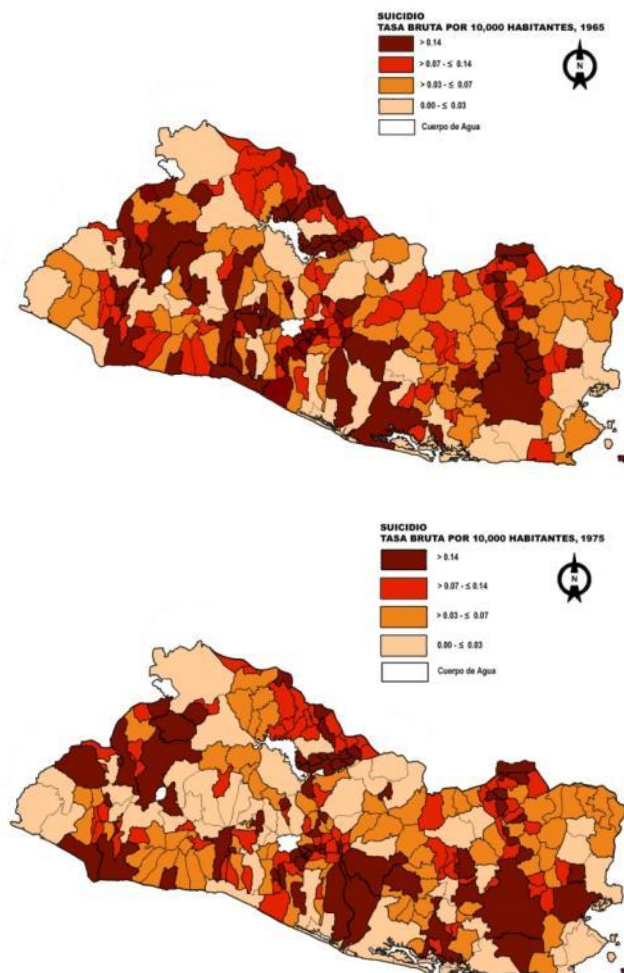 SUICIDIO
TASA BRUTA POR 10,000 HABITANTES, 1965
> 0.14
> 0.07 - ≤ 0.14
> 0.03 - ≤ 0.07
0.00 - ≤ 0.03
Cuerpo de Agua
N
SUICIDIO
TASA BRUTA POR 10,000 HABITANTES, 1975
> 0.14
> 0.07 - ≤ 0.14
> 0.03 - ≤ 0.07
0.00 - ≤ 0.03
Cuerpo de Agua
N